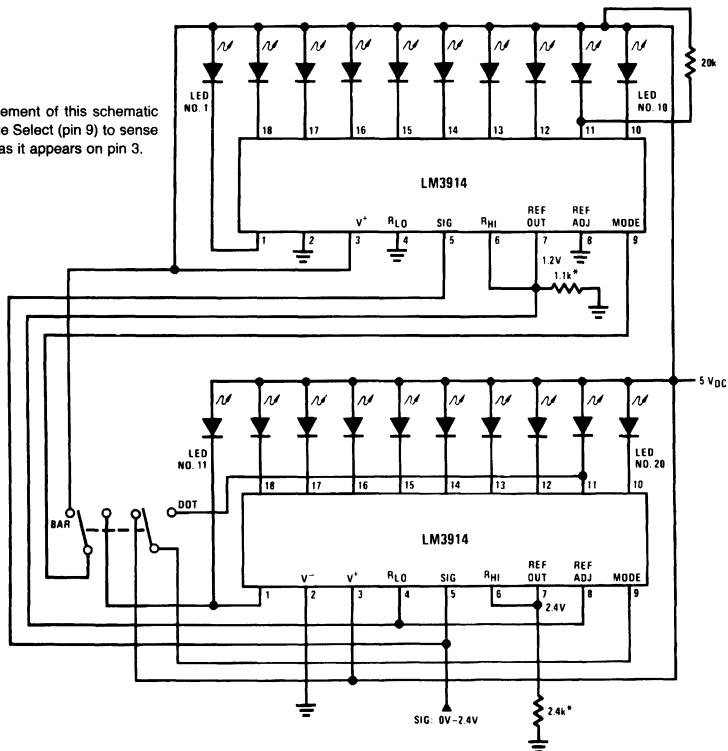 20k
LED
NO. 1
LED
NO. 10
ement of this schematic
e Select (pin 9) to sense
as it appears on pin 3.
18 17 16 15 14 13 12 11 10
LM3914
V+ RLO SIG RHI REF OUT REF ADJ MODE
1 2 3 4 5 6 7 8 9
1.2V
1.1k*
5 VDC
LED
NO. 11
LED
NO. 20
18 17 16 15 14 13 12 11 10
DOT
BAR
LM3914
V− V+ RLO SIG RHI REF OUT REF ADJ MODE
1 2 3 4 5 6 7 8 9
2.4V
2.4k*
SIG: 0V–2.4V